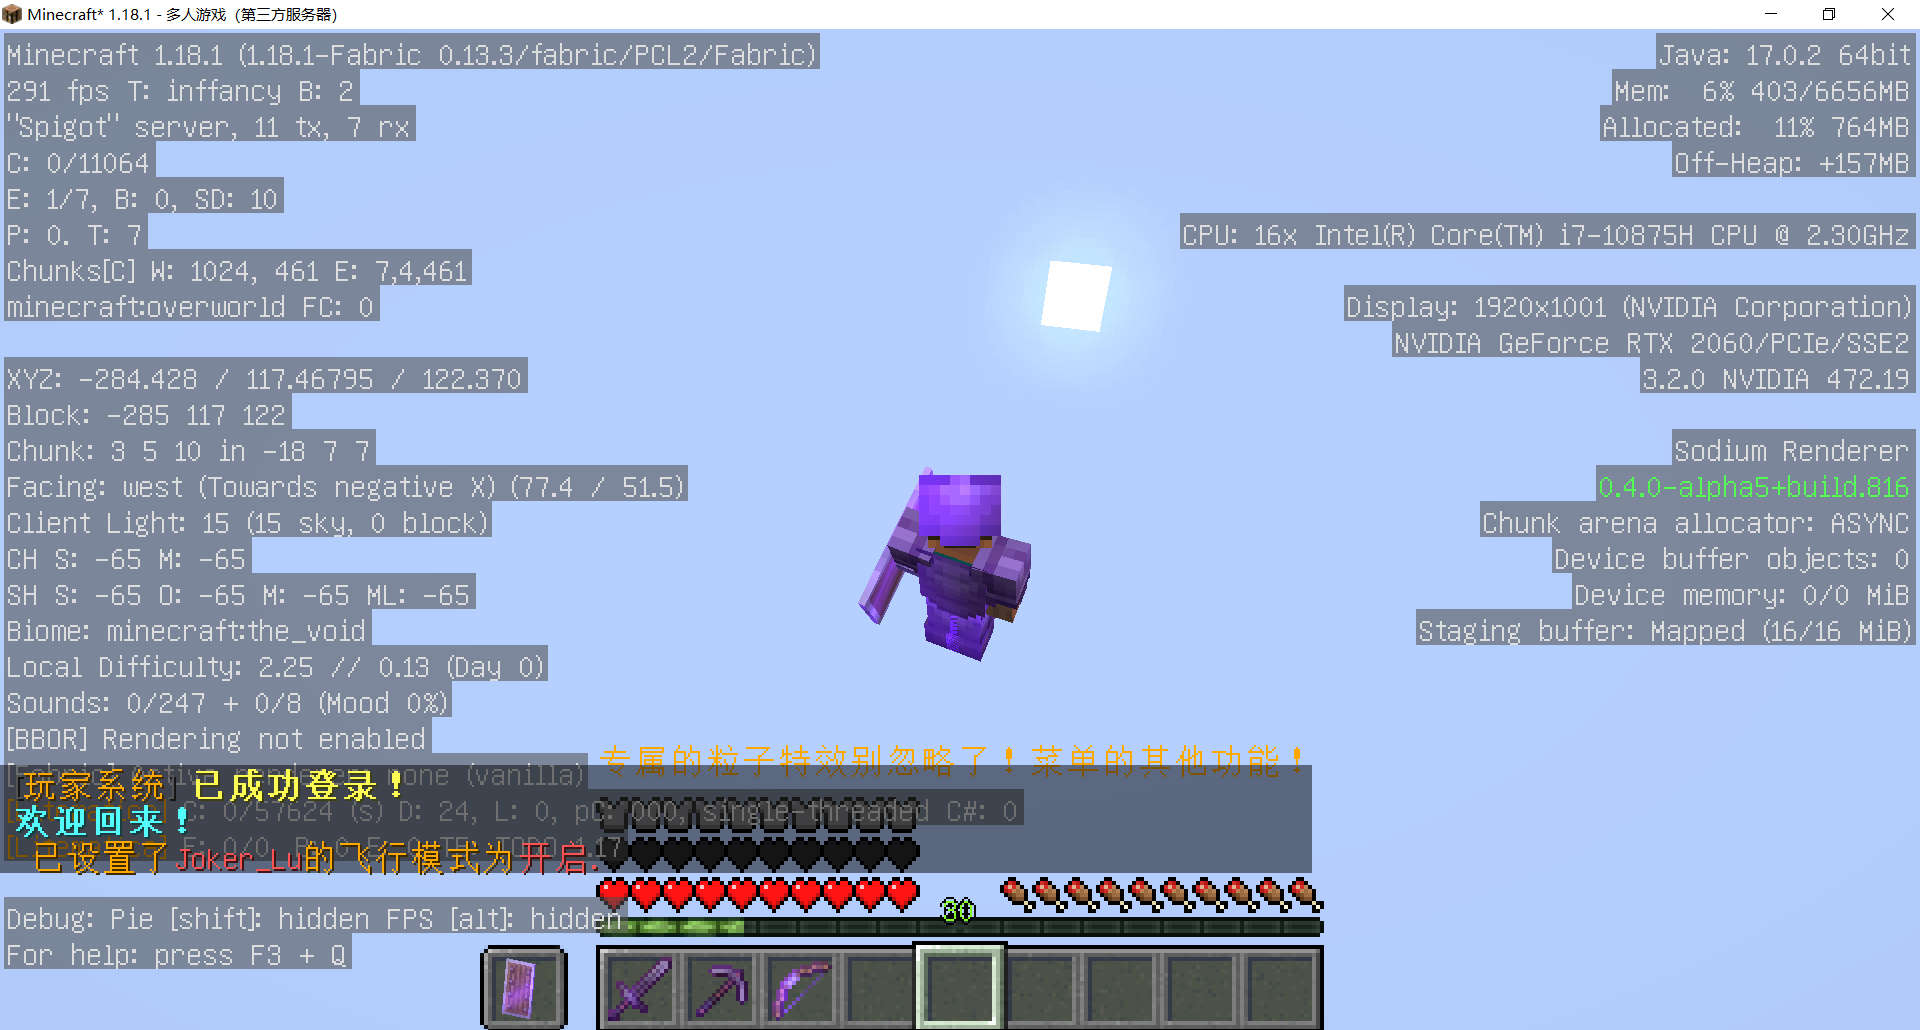 Minecraft* 1.18.1 - 多人游戏（第三方服务器）
Minecraft 1.18.1 (1.18.1-Fabric 0.13.3/fabric/PCL2/Fabric)
291 fps T: inffancy B: 2
"Spigot" server, 11 tx, 7 rx
C: 0/11064
E: 1/7, B: 0, SD: 10
P: 0. T: 7
Chunks[C] W: 1024, 461 E: 7,4,461
minecraft:overworld FC: 0
XYZ: -284.428 / 117.46795 / 122.370
Block: -285 117 122
Chunk: 3 5 10 in -18 7 7
Facing: west (Towards negative X) (77.4 / 51.5)
Client Light: 15 (15 sky, 0 block)
CH S: -65 M: -65
SH S: -65 O: -65 M: -65 ML: -65
Biome: minecraft:the_void
Local Difficulty: 2.25 // 0.13 (Day 0)
Sounds: 0/247 + 0/8 (Mood 0%)
[BBOR] Rendering not enabled
none (vanilla)
C: 0/57624 (s) D: 24, L: 0, pC: 000, single-threaded C#: 0
Debug: Pie [shift]: hidden FPS [alt]: hidden
For help: press F3 + Q
Java: 17.0.2 64bit
Mem: 6% 403/6656MB
Allocated: 11% 764MB
Off-Heap: +157MB
CPU: 16x Intel(R) Core(TM) i7-10875H CPU @ 2.30GHz
Display: 1920x1001 (NVIDIA Corporation)
NVIDIA GeForce RTX 2060/PCIe/SSE2
3.2.0 NVIDIA 472.19
Sodium Renderer
0.4.0-alpha5+build.816
Chunk arena allocator: ASYNC
Device buffer objects: 0
Device memory: 0/0 MiB
Staging buffer: Mapped (16/16 MiB)
专属的粒子特效别忽略了！菜单的其他功能！
[玩家系统] 已成功登录！
欢迎回来！
已设置了Joker_Lu的飞行模式为开启.
30